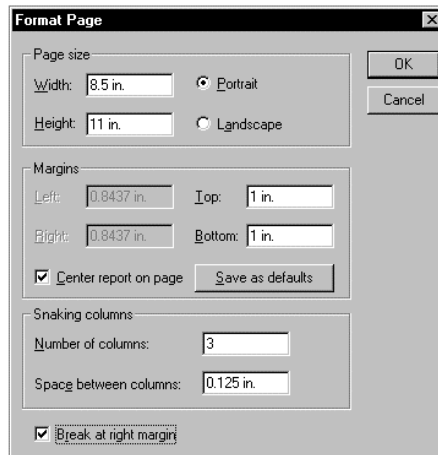 Format Page
Page size
Width: 8.5 in. Portrait
OK
Height: 11 in. Landscape
Cancel
Margins
Left: 0.8437 in. Top: 1 in.
Right: 0.8437 in. Bottom: 1 in.
Center report on page Save as defaults
Snaking columns
Number of columns: 3
Space between columns: 0.125 in.
Break at right margin